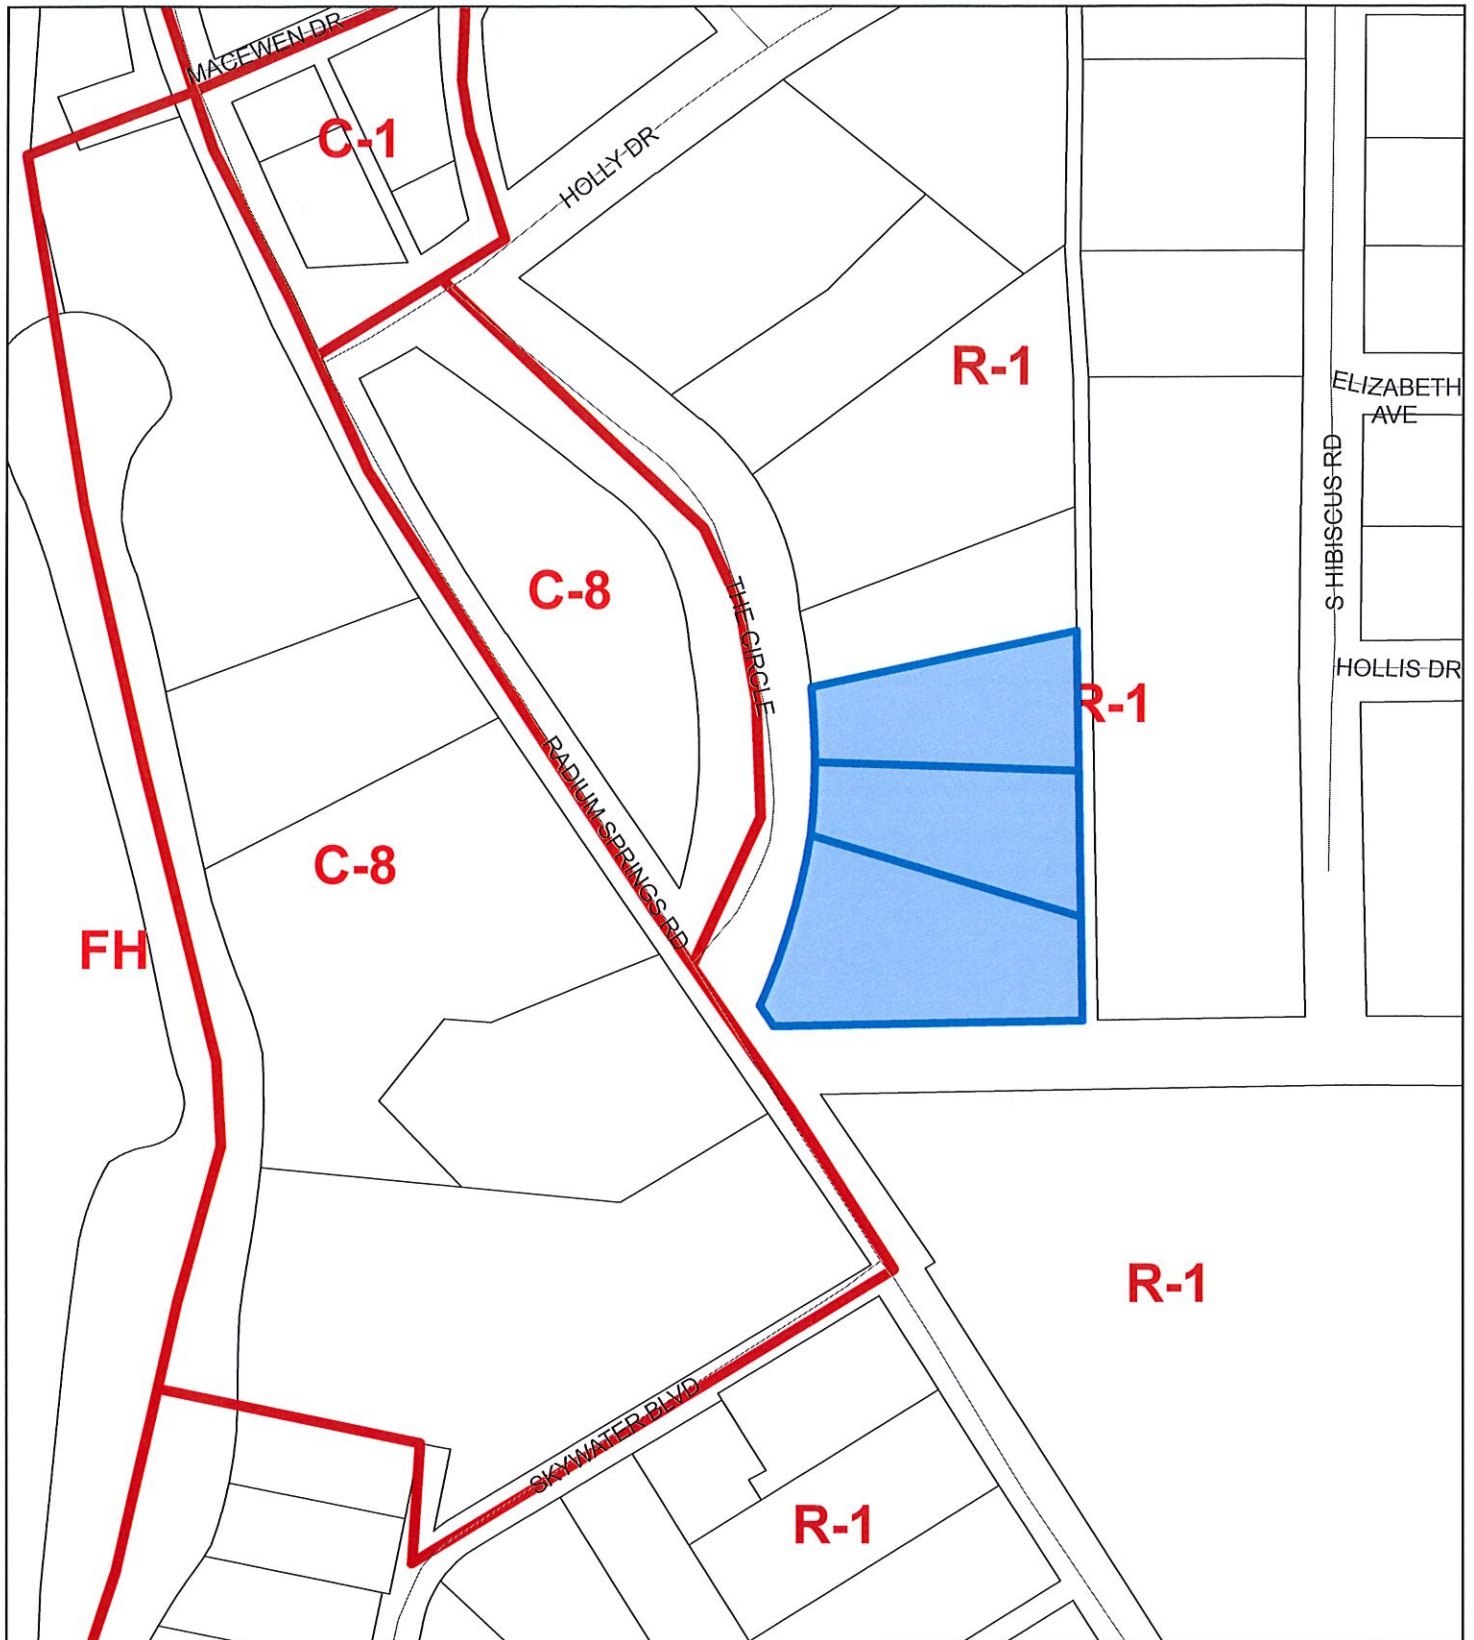 MACEWEN DR
C-1
HOLLY DR
R-1
ELIZABETH
AVE
S HIBISCUS RD
C-8
THE CIRCLE
HOLLIS DR
R-1
RADIUM SPRINGS RD
C-8
FH
R-1
SKYWATER BLVD
R-1